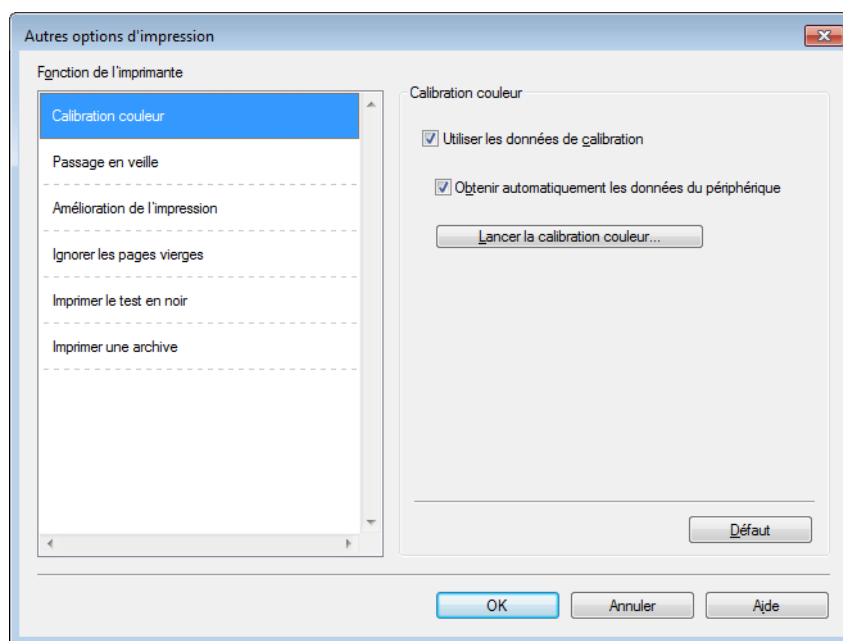 Autres options d'impression
Fonction de l'imprimante
Calibration couleur
Passage en veille
Amélioration de l'impression
Ignorer les pages vierges
Imprimer le test en noir
Imprimer une archive
Calibration couleur
Utiliser les données de calibration
Obtenir automatiquement les données du périphérique
Lancer la calibration couleur...
Défaut
OK
Annuler
Aide